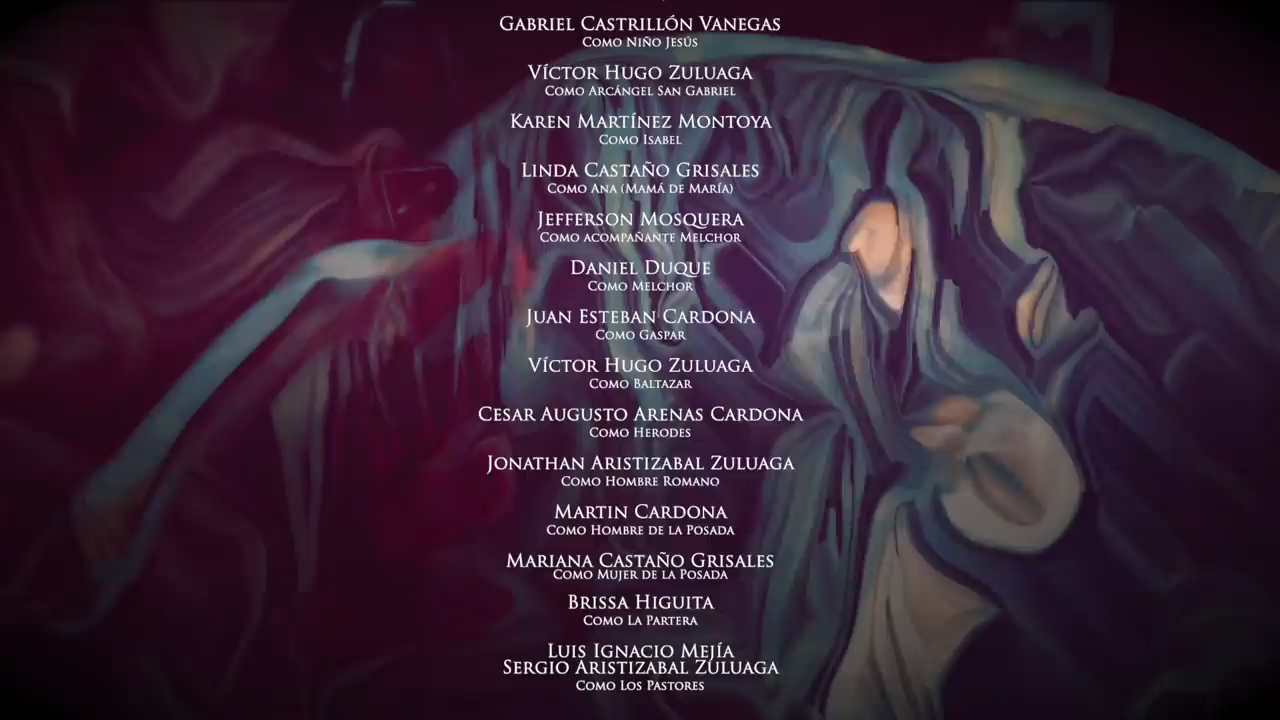 Gabriel Castrillón Vanegas
Como Niño Jesús
Víctor Hugo Zuluaga
Como Arcángel San Gabriel
Karen Martínez Montoya
Como Isabel
Linda Castaño Grisales
Como Ana (Mamá de María)
Jefferson Mosquera
Como acompañante Melchor
Daniel Duque
Como Melchor
Juan Esteban Cardona
Como Gaspar
Víctor Hugo Zuluaga
Como Baltazar
Cesar Augusto Arenas Cardona
Como Herodes
Jonathan Aristizabal Zuluaga
Como Hombre Romano
Martin Cardona
Como Hombre de la Posada
Mariana Castaño Grisales
Como Mujer de la Posada
Brissa Higuita
Como La Partera
Luis Ignacio Mejía
Sergio Aristizabal Zuluaga
Como Los Pastores